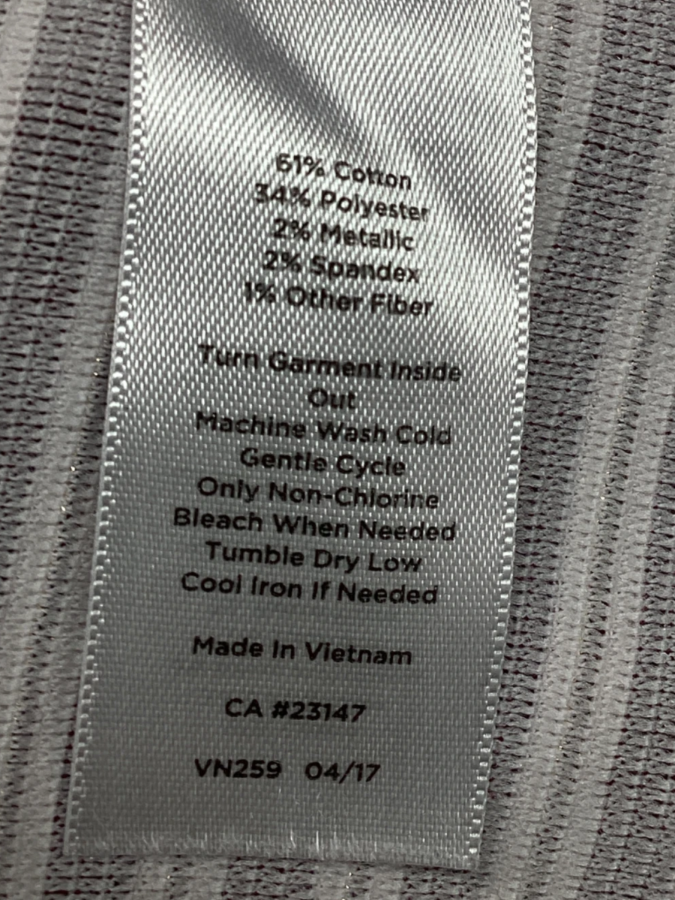 61% Cotton
34% Polyester
2% Metallic
2% Spandex
1% Other Fiber
Turn Garment Inside
Out
Machine Wash Cold
Gentle Cycle
Only Non-Chlorine
Bleach When Needed
Tumble Dry Low
Cool Iron If Needed
Made In Vietnam
CA #23147
VN259 04/17